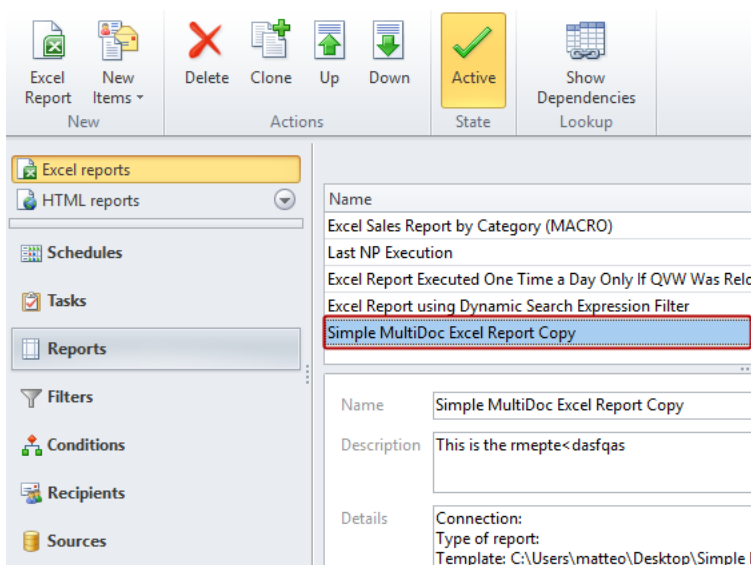 Excel Report
New Items
Delete
Clone
Up
Down
Active
Show Dependencies
New
Actions
State
Lookup
Excel reports
HTML reports
Schedules
Tasks
Reports
Filters
Conditions
Recipients
Sources
Name
Excel Sales Report by Category (MACRO)
Last NP Execution
Excel Report Executed One Time a Day Only If QVW Was Relo
Excel Report using Dynamic Search Expression Filter
Simple MultiDoc Excel Report Copy
Name
Simple MultiDoc Excel Report Copy
Description
This is the rmepte<dasfqas
Details
Connection:
Type of report:
Template: C:\Users\matteo\Desktop\Simple